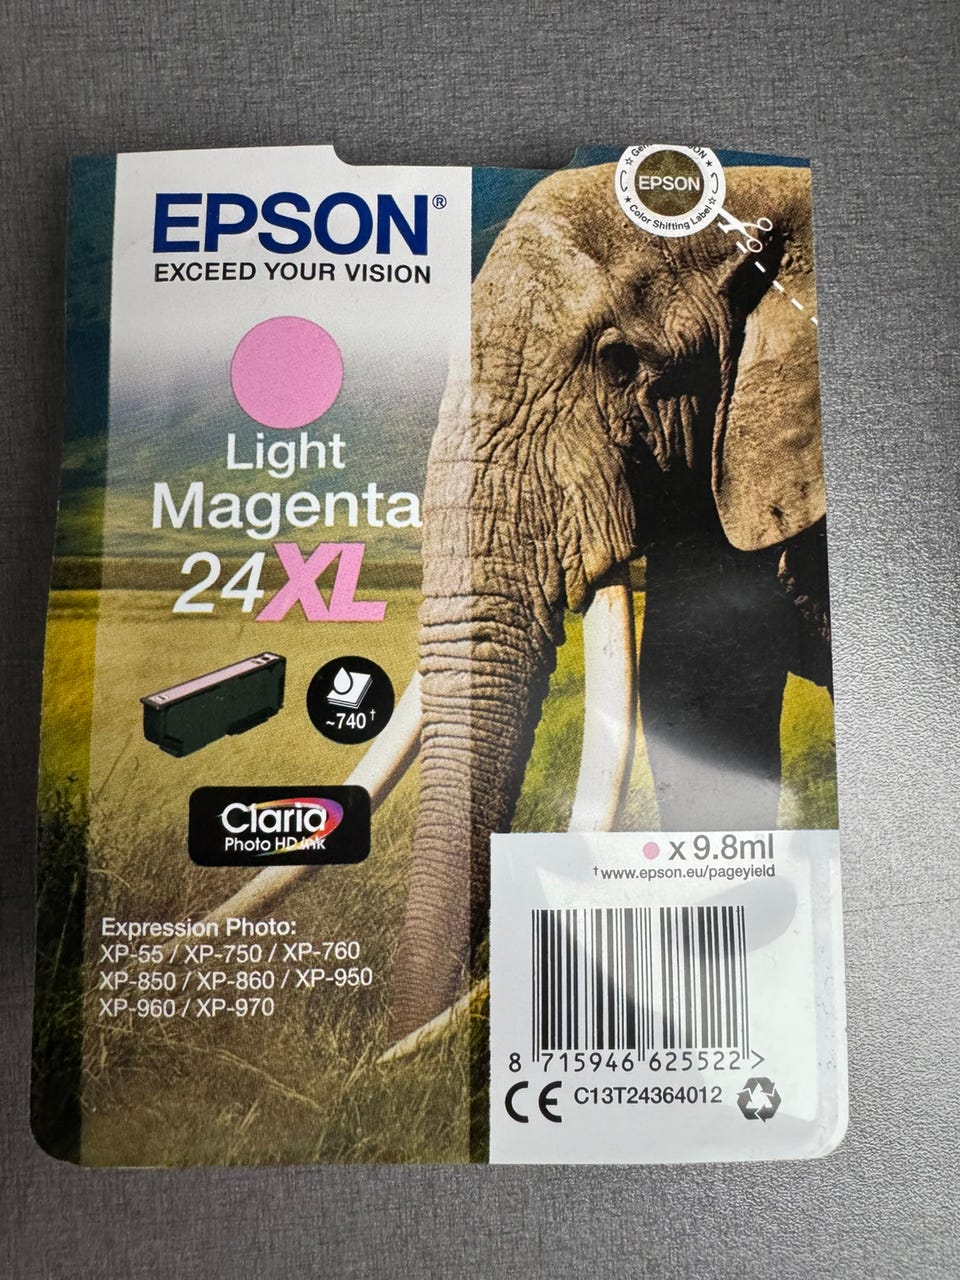 EPSON®
EXCEED YOUR VISION
EPSON
Color Shifting Label
Light
Magenta
24XL
~740†
Claria
Photo HD Ink
x 9.8ml
†www.epson.eu/pageyield
Expression Photo:
XP-55 / XP-750 / XP-760
XP-850 / XP-860 / XP-950
XP-960 / XP-970
8 715946 625522 >
CE C13T24364012